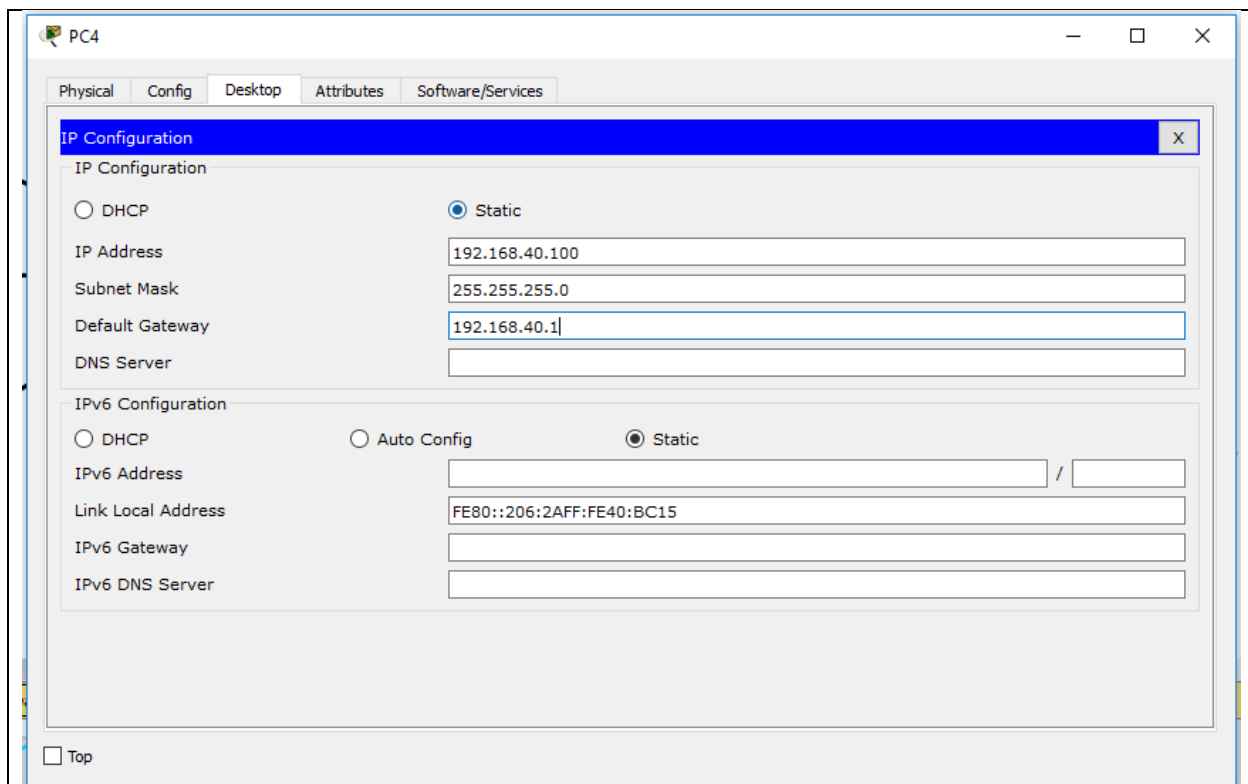 PC4
Physical Config Desktop Attributes Software/Services
IP Configuration X
IP Configuration
DHCP Static
IP Address 192.168.40.100
Subnet Mask 255.255.255.0
Default Gateway 192.168.40.1
DNS Server
IPv6 Configuration
DHCP Auto Config Static
IPv6 Address /
Link Local Address FE80::206:2AFF:FE40:BC15
IPv6 Gateway
IPv6 DNS Server
Top